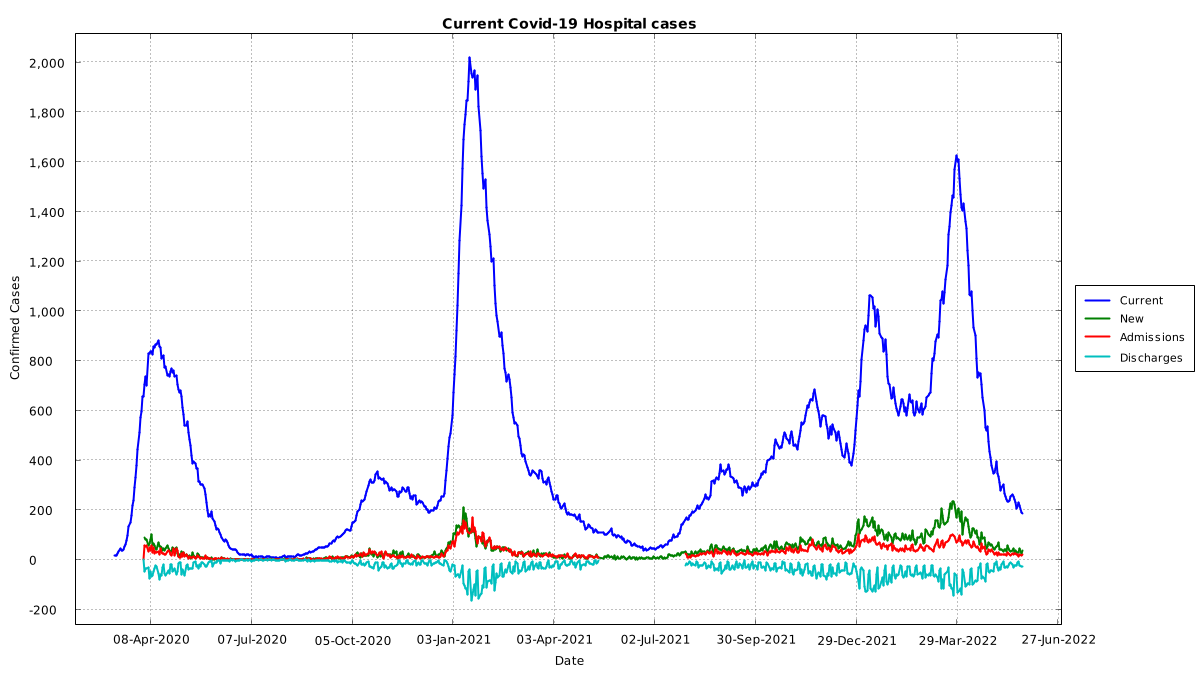 Current Covid-19 Hospital cases
2,000
1,800
1,600
1,400
1,200
1,000
800
600
400
200
0
-200
Confirmed Cases
08-Apr-2020 07-Jul-2020 05-Oct-2020 03-Jan-2021 03-Apr-2021 02-Jul-2021 30-Sep-2021 29-Dec-2021 29-Mar-2022 27-Jun-2022
Date
Current
New
Admissions
Discharges